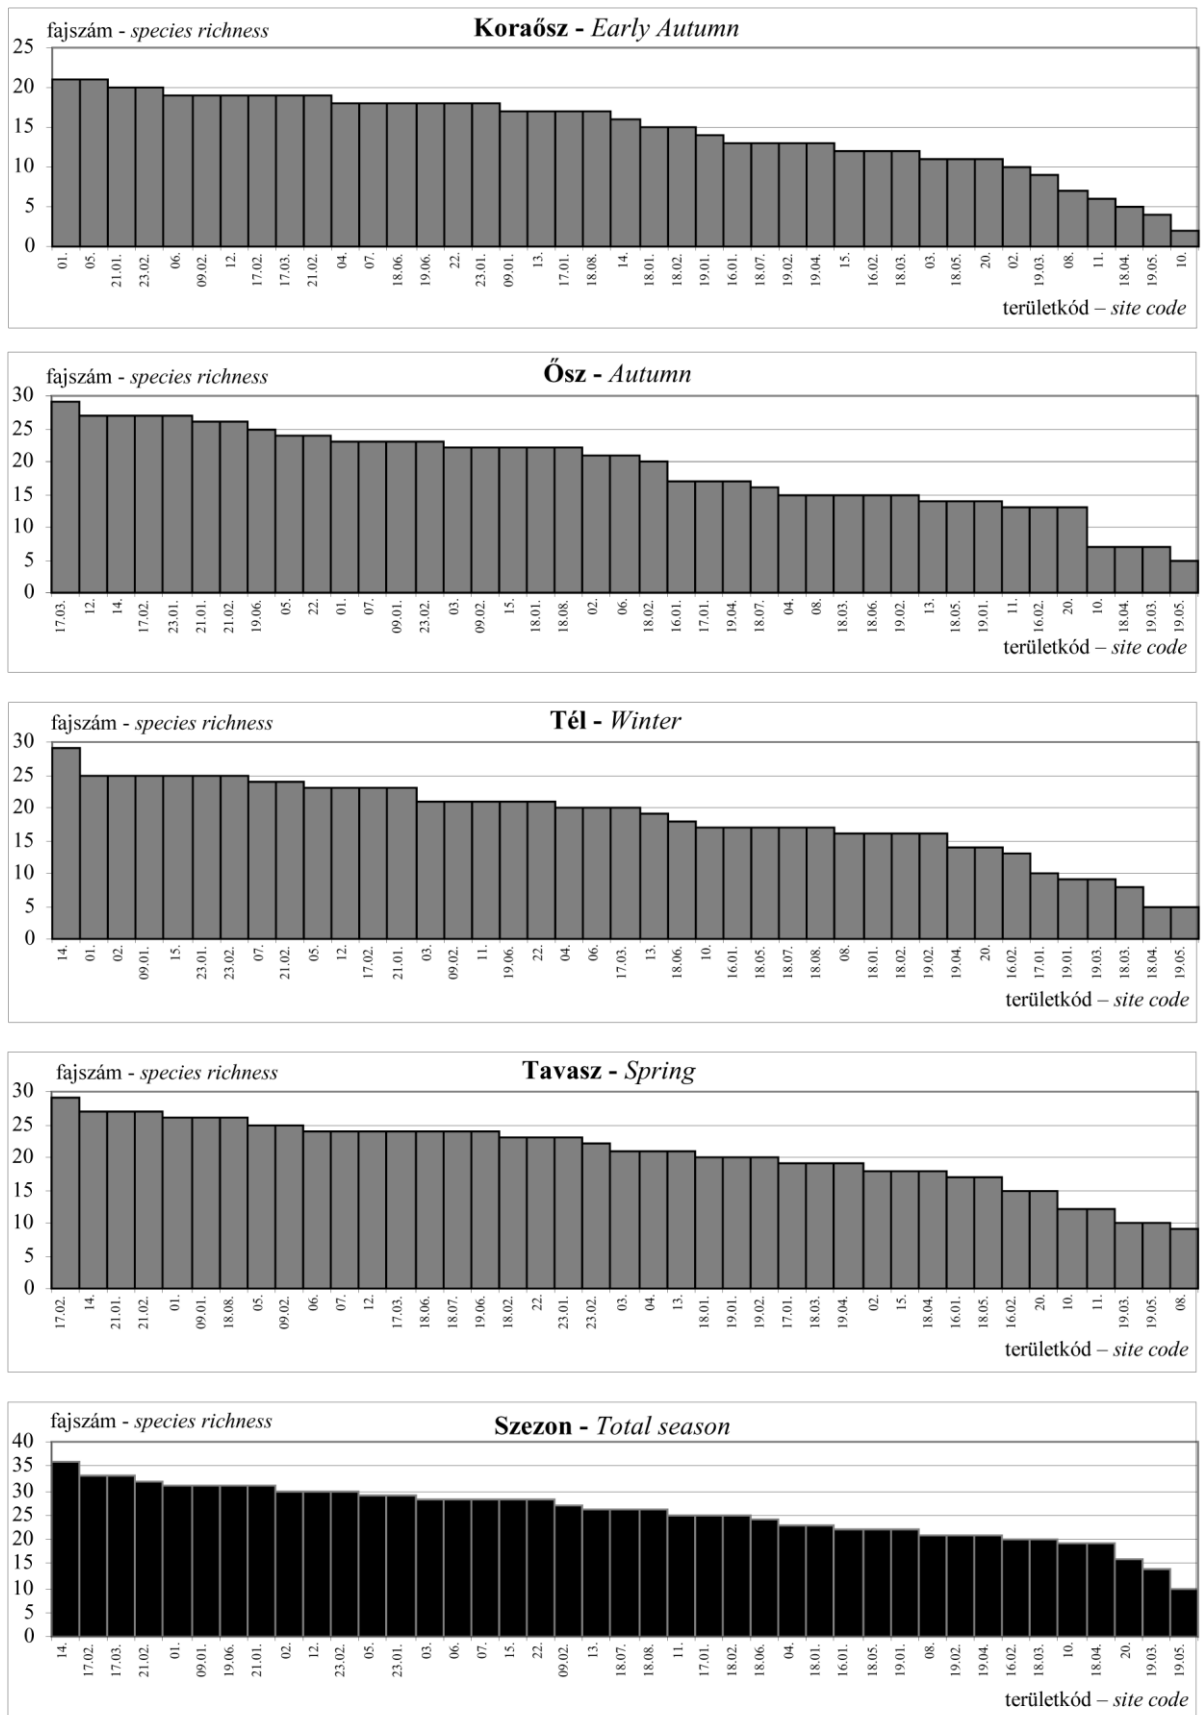 fajszám - species richness
Koraősz - Early Autumn
25
20
15
10
5
0
01. 05. 21.01. 23.02. 06. 09.02. 12. 17.02. 17.03. 21.02. 04. 07. 18.06. 19.06. 22. 23.01. 09.01. 13. 17.01. 18.08. 14. 18.01. 18.02. 19.01. 16.01. 18.07. 19.02. 19.04. 15. 16.02. 18.03. 03. 18.05. 20. 02. 19.03. 08. 11. 18.04. 19.05. 10.
területkód – site code
fajszám - species richness
Ősz - Autumn
30
25
20
15
10
5
0
17.03. 12. 14. 17.02. 23.01. 21.01. 21.02. 19.06. 05. 22. 01. 07. 09.01. 23.02. 03. 09.02. 15. 18.01. 18.08. 02. 06. 18.02. 16.01. 17.01. 19.04. 18.07. 04. 08. 18.03. 18.06. 19.02. 13. 18.05. 19.01. 11. 16.02. 20. 10. 18.04. 19.03. 19.05.
területkód – site code
fajszám - species richness
Tél - Winter
30
25
20
15
10
5
0
14. 01. 02. 09.01. 15. 23.01. 23.02. 07. 21.02. 05. 12. 17.02. 21.01. 03. 09.02. 11. 19.06. 22. 04. 06. 17.03. 13. 18.06. 10. 16.01. 18.05. 18.07. 18.08. 08. 18.01. 18.02. 19.02. 19.04. 20. 16.02. 17.01. 19.01. 19.03. 18.03. 18.04. 19.05.
területkód – site code
fajszám - species richness
Tavasz - Spring
30
25
20
15
10
5
0
17.02. 14. 21.01. 21.02. 01. 09.01. 18.08. 05. 09.02. 06. 07. 12. 17.03. 18.06. 18.07. 19.06. 18.02. 22. 23.01. 23.02. 03. 04. 13. 18.01. 19.01. 19.02. 17.01. 18.03. 19.04. 02. 15. 18.04. 16.01. 18.05. 16.02. 20. 10. 11. 19.03. 19.05. 08.
területkód – site code
fajszám - species richness
Szezon - Total season
40
35
30
25
20
15
10
5
0
14. 17.02. 17.03. 21.02. 01. 09.01. 19.06. 21.01. 02. 12. 23.02. 05. 23.01. 03. 06. 07. 15. 22. 09.02. 13. 18.07. 18.08. 11. 17.01. 18.02. 18.06. 04. 18.01. 16.01. 18.05. 19.01. 08. 19.02. 19.04. 16.02. 18.03. 10. 18.04. 20. 19.03. 19.05.
területkód – site code